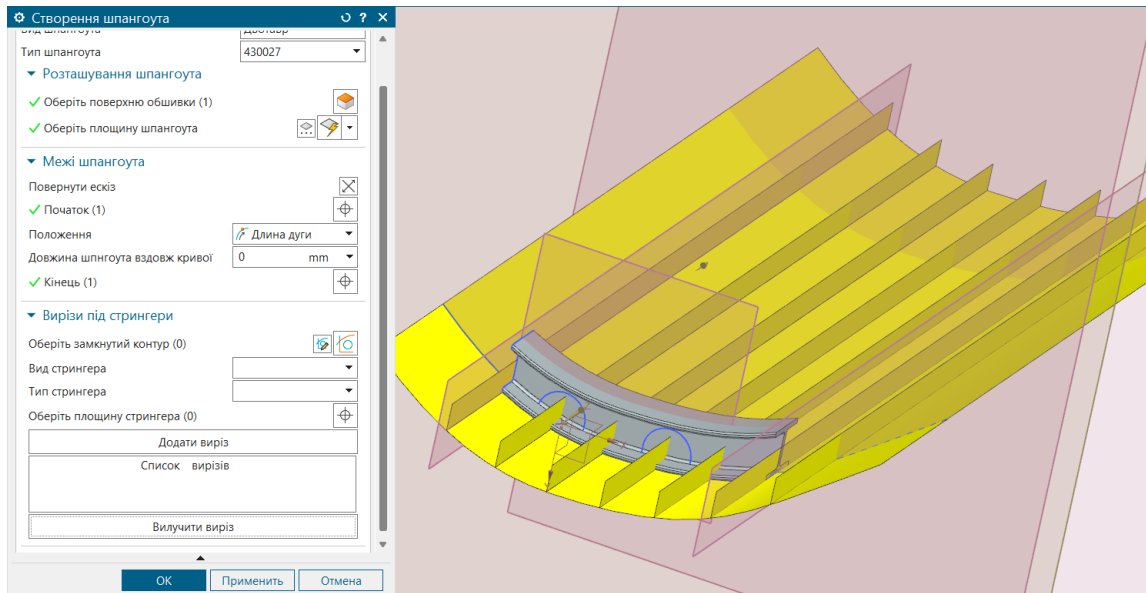 Створення шпангоута
Тип шпангоута
430027
Розташування шпангоута
Оберіть поверхню обшивки (1)
Оберіть площину шпангоута
Межі шпангоута
Повернути ескіз
Початок (1)
Положення
Длина дуги
Довжина шпнгоута вздовж кривої
0 mm
Кінець (1)
Вирізи під стрингери
Оберіть замкнутий контур (0)
Вид стрингера
Тип стрингера
Оберіть площину стрингера (0)
Додати виріз
Список вирізів
Вилучити виріз
ОК
Применить
Отмена